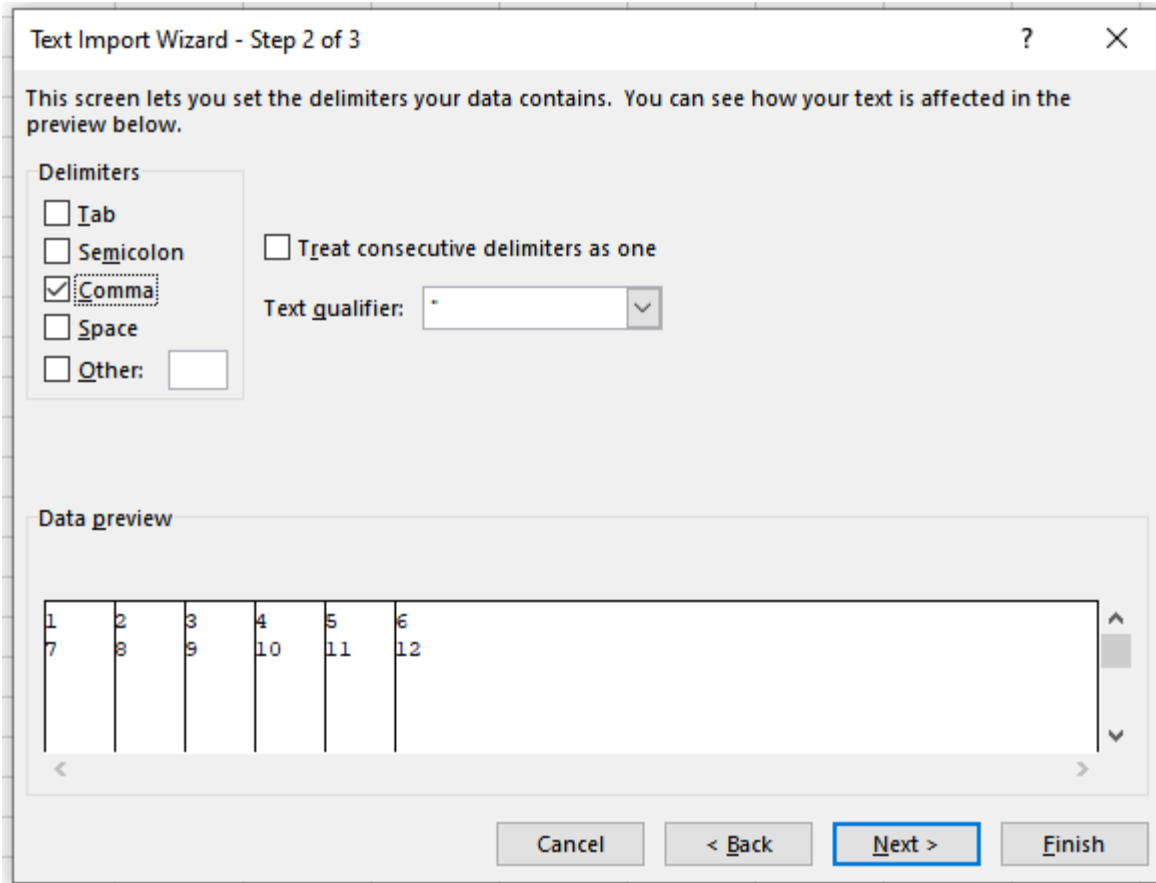 Text Import Wizard - Step 2 of 3
?
This screen lets you set the delimiters your data contains.  You can see how your text is affected in the
preview below.
Delimiters
Tab
Semicolon
Treat consecutive delimiters as one
Comma
Text qualifier: "
Space
Other:
Data preview
1 2 3 4 5 6
7 8 9 10 11 12
Cancel < Back Next > Finish